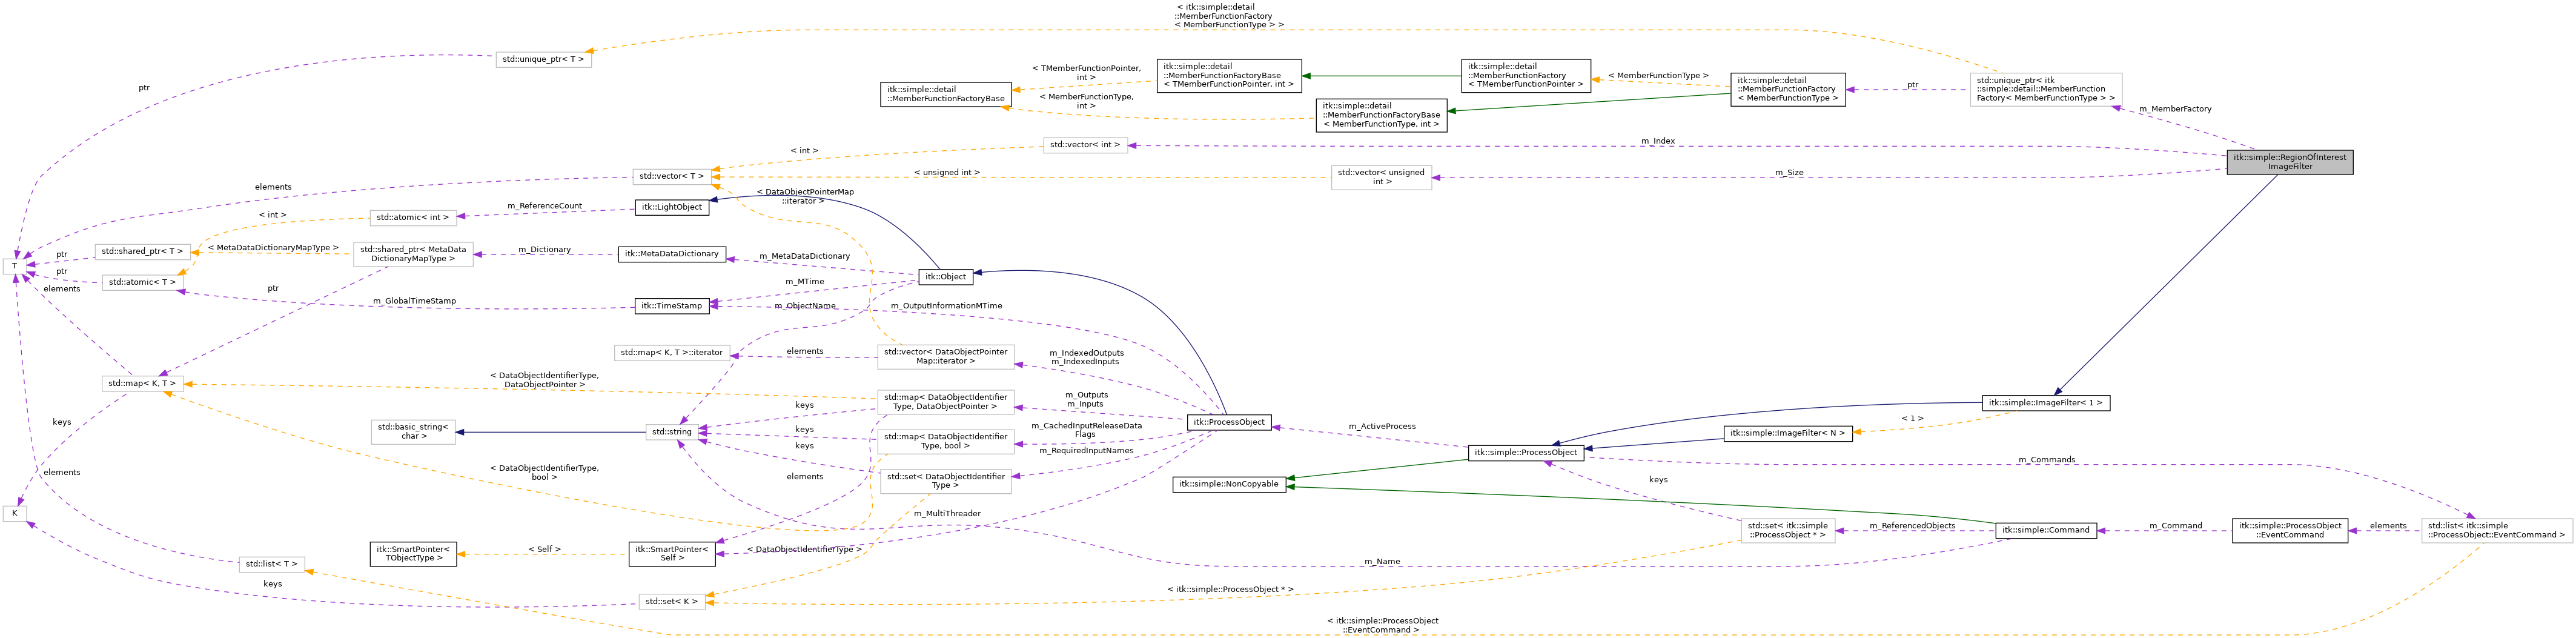 < itk::simple::detail
::MemberFunctionFactory
< MemberFunctionType > >
std::unique_ptr< T >
ptr
< TMemberFunctionPointer,
int >
itk::simple::detail
::MemberFunctionFactoryBase
itk::simple::detail
::MemberFunctionFactoryBase
< TMemberFunctionPointer, int >
itk::simple::detail
::MemberFunctionFactory
< TMemberFunctionPointer >
< MemberFunctionType >
itk::simple::detail
::MemberFunctionFactory
< MemberFunctionType >
ptr
std::unique_ptr< itk
::simple::detail::MemberFunction
Factory< MemberFunctionType > >
m_MemberFactory
< MemberFunctionType,
int >
itk::simple::detail
::MemberFunctionFactoryBase
< MemberFunctionType, int >
< int >
std::vector< int >
m_Index
itk::simple::RegionOfInterest
ImageFilter
std::vector< T >
< unsigned int >
std::vector< unsigned
int >
m_Size
elements
< DataObjectPointerMap
::iterator >
< int >
std::atomic< int >
m_ReferenceCount
itk::LightObject
std::shared_ptr< T >
ptr
< MetaDataDictionaryMapType >
std::shared_ptr< MetaData
DictionaryMapType >
m_Dictionary
itk::MetaDataDictionary
m_MetaDataDictionary
itk::Object
T
ptr
std::atomic< T >
elements
ptr
m_GlobalTimeStamp
itk::TimeStamp
m_MTime
m_ObjectName
m_OutputInformationMTime
std::map< K, T >::iterator
elements
std::vector< DataObjectPointer
Map::iterator >
m_IndexedOutputs
m_IndexedInputs
std::map< K, T >
< DataObjectIdentifierType,
DataObjectPointer >
std::map< DataObjectIdentifier
Type, DataObjectPointer >
m_Outputs
m_Inputs
keys
keys
std::basic_string<
char >
std::string
keys
std::map< DataObjectIdentifier
Type, bool >
m_CachedInputReleaseData
Flags
itk::ProcessObject
m_ActiveProcess
itk::simple::ImageFilter< 1 >
< 1 >
itk::simple::ImageFilter< N >
keys
m_RequiredInputNames
itk::simple::ProcessObject
m_Commands
elements
< DataObjectIdentifierType,
bool >
elements
std::set< DataObjectIdentifier
Type >
itk::simple::NonCopyable
keys
K
m_MultiThreader
std::set< itk::simple
::ProcessObject * >
m_ReferencedObjects
itk::simple::Command
m_Command
itk::simple::ProcessObject
::EventCommand
elements
std::list< itk::simple
::ProcessObject::EventCommand >
itk::SmartPointer<
TObjectType >
< Self >
itk::SmartPointer<
Self >
< DataObjectIdentifierType >
m_Name
std::list< T >
keys
std::set< K >
< itk::simple::ProcessObject * >
< itk::simple::ProcessObject
::EventCommand >